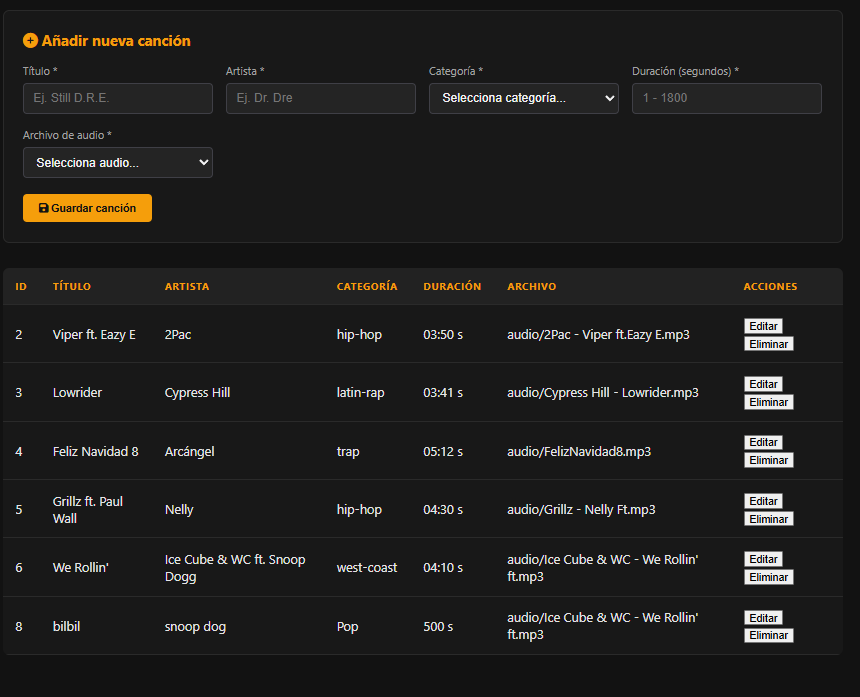 Añadir nueva canción
Título * Artista * Categoría * Duración (segundos) *
Ej. Still D.R.E. Ej. Dr. Dre Selecciona categoría... 1 - 1800
Archivo de audio *
Selecciona audio...
Guardar canción
ID TÍTULO ARTISTA CATEGORÍA DURACIÓN ARCHIVO ACCIONES
2 Viper ft. Eazy E 2Pac hip-hop 03:50 s audio/2Pac - Viper ft.Eazy E.mp3 Editar
Eliminar
3 Lowrider Cypress Hill latin-rap 03:41 s audio/Cypress Hill - Lowrider.mp3 Editar
Eliminar
4 Feliz Navidad 8 Arcángel trap 05:12 s audio/FelizNavidad8.mp3 Editar
Eliminar
5 Grillz ft. Paul Nelly hip-hop 04:30 s audio/Grillz - Nelly Ft.mp3 Editar
Wall Eliminar
6 We Rollin' Ice Cube & WC ft. Snoop west-coast 04:10 s audio/Ice Cube & WC - We Rollin' Editar
Dogg ft.mp3 Eliminar
8 bilbil snoop dog Pop 500 s audio/Ice Cube & WC - We Rollin' Editar
ft.mp3 Eliminar